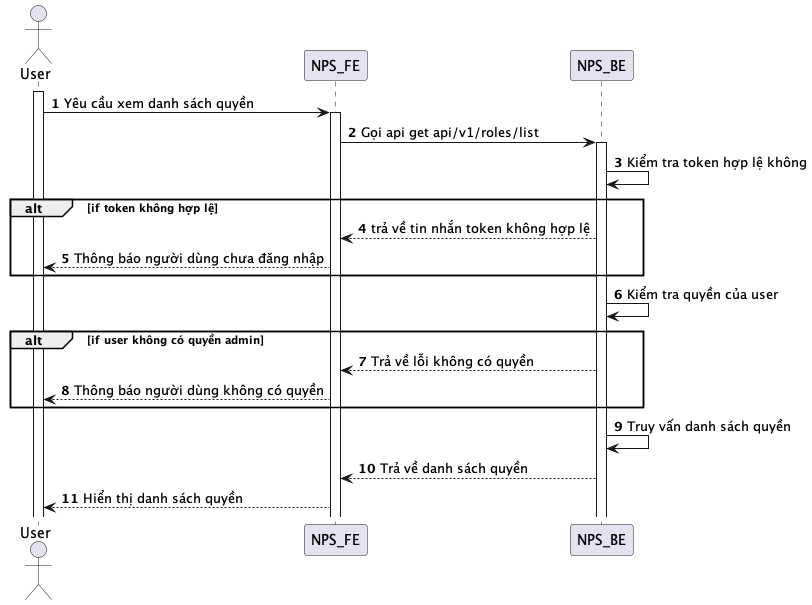 User
NPS_FE
NPS_BE
1 Yêu cầu xem danh sách quyền
2 Gọi api get api/v1/roles/list
3 Kiểm tra token hợp lệ không
alt [if token không hợp lệ]
4 trả về tin nhắn token không hợp lệ
5 Thông báo người dùng chưa đăng nhập
6 Kiểm tra quyền của user
alt [if user không có quyền admin]
7 Trả về lỗi không có quyền
8 Thông báo người dùng không có quyền
9 Truy vấn danh sách quyền
10 Trả về danh sách quyền
11 Hiển thị danh sách quyền
User
NPS_FE
NPS_BE